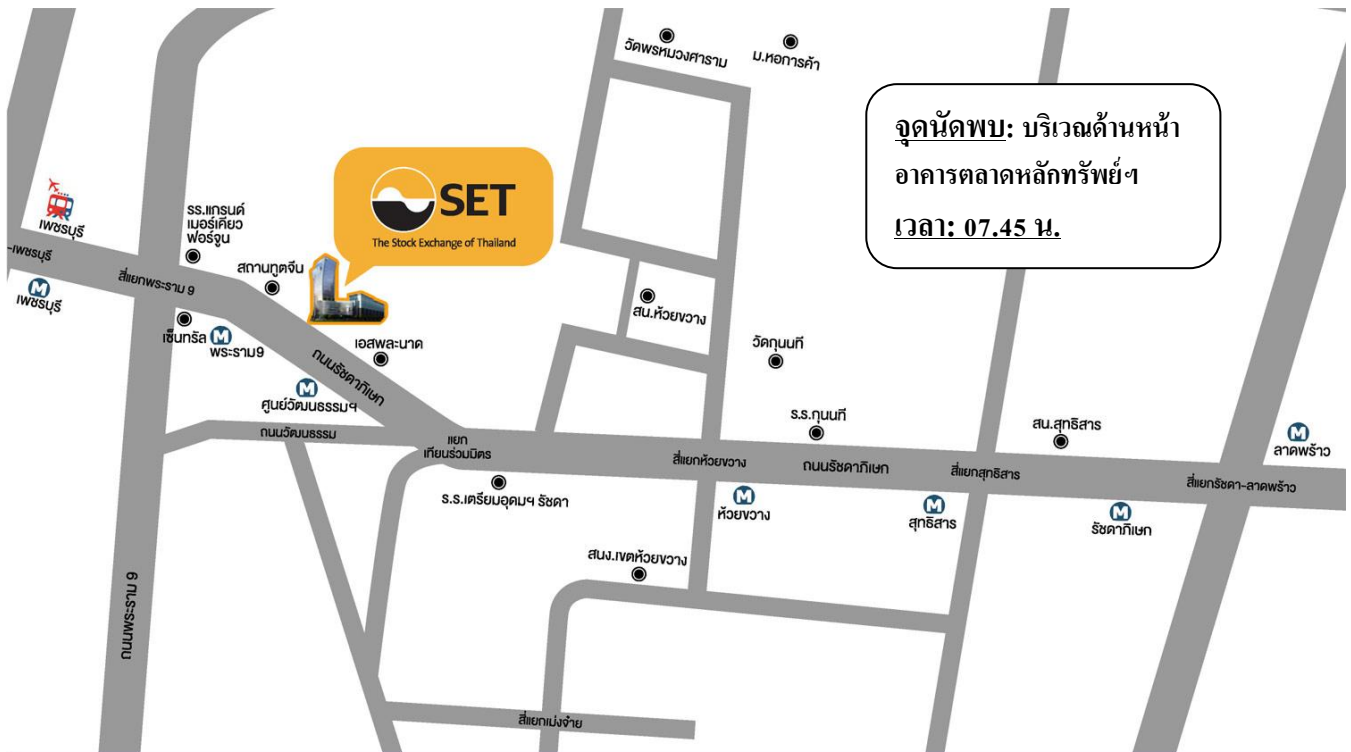 วัดพรหมวงศาราม
ม.หอการค้า
จุดนัดพบ: บริเวณด้านหน้า
อาคารตลาดหลักทรัพย์ฯ
เวลา: 07.45 น.
SET
The Stock Exchange of Thailand
เพชรบุรี
รร.แกรนด์
เมอร์เคียว
ฟอร์จูน
-เพชรบุรี
M
เพชรบุรี
สี่แยกพระราม 9
สถานทูตจีน
สน.ห้วยขวาง
เซ็นทรัล
M
พระราม9
เอสพละนาด
วัดกุนนที
ถนนรัชดาภิเษก
M
ศูนย์วัฒนธรรมฯ
ถนนวัฒนธรรม
แยก
เทียนร่วมมิตร
ร.ร.กุนนที
สน.สุทธิสาร
M
ลาดพร้าว
สี่แยกห้วยขวาง
ถนนรัชดาภิเษก
สี่แยกสุทธิสาร
สี่แยกรัชดา-ลาดพร้าว
ร.ร.เตรียมอุดมฯ รัชดา
M
ห้วยขวาง
M
สุทธิสาร
M
รัชดาภิเษก
สนง.เขตห้วยขวาง
ถนนพระราม 9
สี่แยกเม่งจ๋าย